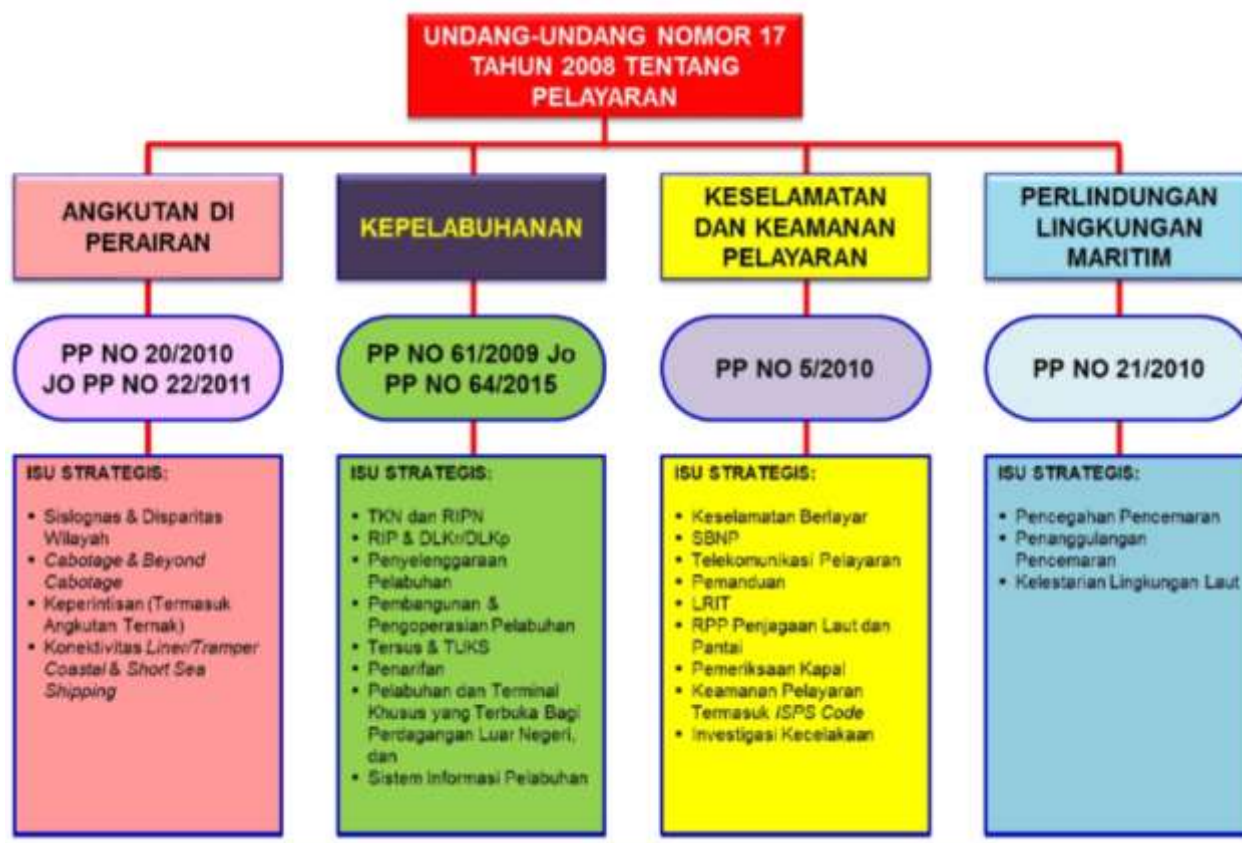 UNDANG-UNDANG NOMOR 17
TAHUN 2008 TENTANG
PELAYARAN
ANGKUTAN DI
PERAIRAN
PP NO 20/2010
JO PP NO 22/2011
ISU STRATEGIS:
▪ Sislognas & Disparitas
Wilayah
▪ Cabotage & Beyond
Cabotage
▪ Keperintisan (Termasuk
Angkutan Ternak)
▪ Konektivitas Liner/Tramper
Coastal & Short Sea
Shipping
KEPELABUHANAN
PP NO 61/2009 Jo
PP NO 64/2015
ISU STRATEGIS:
▪ TKN dan RIPN
▪ RIP & DLKr/DLKp
▪ Penyelenggaraan
Pelabuhan
▪ Pembangunan &
Pengoperasian Pelabuhan
▪ Tersus & TUKS
▪ Penarifan
▪ Pelabuhan dan Terminal
Khusus yang Terbuka Bagi
Perdagangan Luar Negeri,
dan
▪ Sistem Informasi Pelabuhan
KESELAMATAN
DAN KEAMANAN
PELAYARAN
PP NO 5/2010
ISU STRATEGIS:
▪ Keselamatan Berlayar
▪ SBNP
▪ Telekomunikasi Pelayaran
▪ Pemanduan
▪ LRIT
▪ RPP Penjagaan Laut dan
Pantai
▪ Pemeriksaan Kapal
▪ Keamanan Pelayaran
Termasuk ISPS Code
▪ Investigasi Kecelakaan
PERLINDUNGAN
LINGKUNGAN
MARITIM
PP NO 21/2010
ISU STRATEGIS:
▪ Pencegahan Pencemaran
▪ Penanggulangan
Pencemaran
▪ Kelestarian Lingkungan Laut